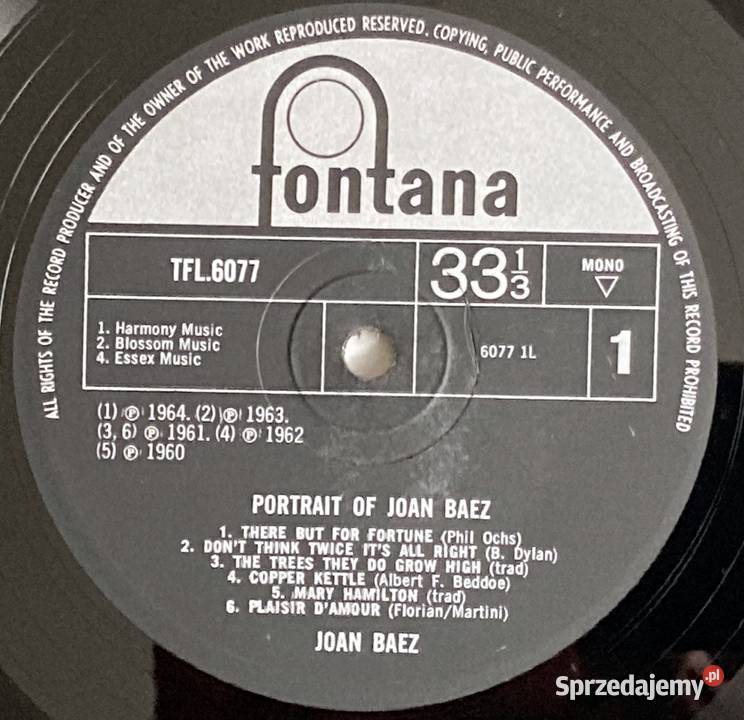 ALL RIGHTS OF THE RECORD PRODUCER AND OF THE OWNER OF THE WORK REPRODUCED RESERVED. COPYING, PUBLIC PERFORMANCE AND BROADCASTING OF THIS RECORD PROHIBITED
fontana
TFL.6077
33 1/3
MONO
1. Harmony Music
2. Blossom Music
4. Essex Music
6077 1L
1
(1) ℗ 1964. (2) ℗ 1963.
(3, 6) ℗ 1961. (4) ℗ 1962
(5) ℗ 1960
PORTRAIT OF JOAN BAEZ
1. THERE BUT FOR FORTUNE (Phil Ochs)
2. DON'T THINK TWICE IT'S ALL RIGHT (B. Dylan)
3. THE TREES THEY DO GROW HIGH (trad)
4. COPPER KETTLE (Albert F. Beddoe)
5. MARY HAMILTON (trad)
6. PLAISIR D'AMOUR (Florian/Martini)
JOAN BAEZ
Sprzedajemy.pl